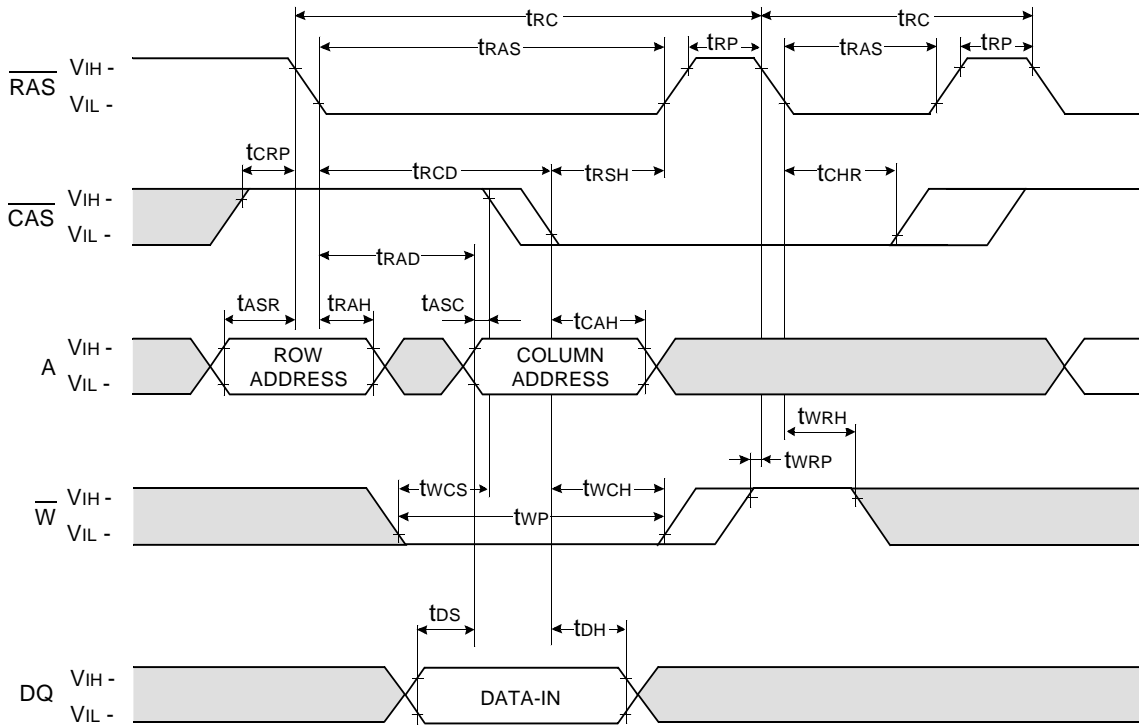 tRC tRC
tRAS tRP tRAS tRP
RAS VIH -
VIL -
tCRP tRCD tRSH tCHR
CAS VIH -
VIL -
tRAD
tASR tRAH tASC tCAH
A VIH -
VIL -
ROW ADDRESS
COLUMN ADDRESS
tWRH
tWRP
tWCS tWCH
W VIH -
VIL -
tWP
tDS tDH
DQ VIH -
VIL -
DATA-IN